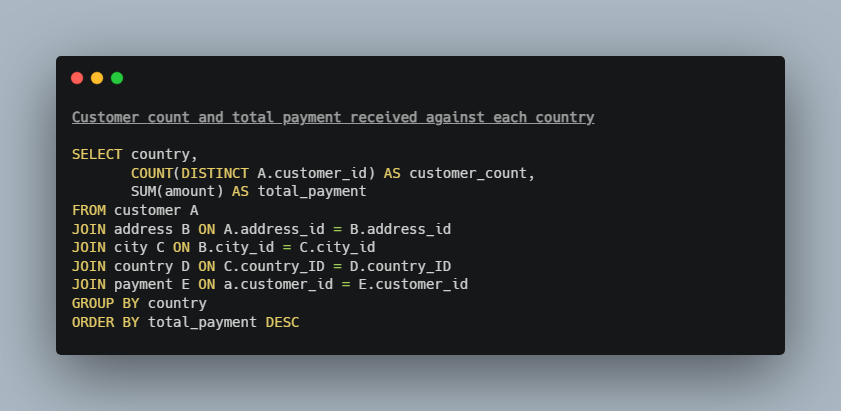 Customer count and total payment received against each country
SELECT country,
COUNT(DISTINCT A.customer_id) AS customer_count,
SUM(amount) AS total_payment
FROM customer A
JOIN address B ON A.address_id = B.address_id
JOIN city C ON B.city_id = C.city_id
JOIN country D ON C.country_ID = D.country_ID
JOIN payment E ON a.customer_id = E.customer_id
GROUP BY country
ORDER BY total_payment DESC